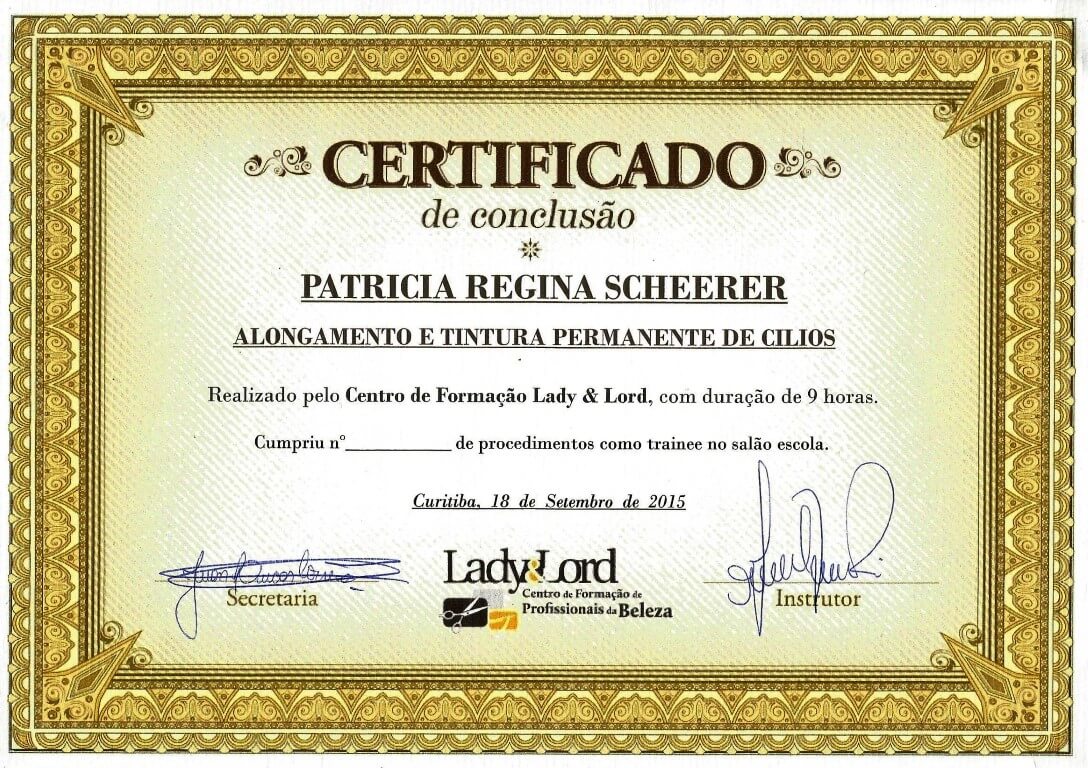 CERTIFICADO
de conclusão
PATRICIA REGINA SCHEERER
ALONGAMENTO E TINTURA PERMANENTE DE CILIOS
Realizado pelo Centro de Formação Lady & Lord, com duração de 9 horas.
Cumpriu nº__________ de procedimentos como trainee no salão escola.
Curitiba, 18 de Setembro de 2015
Secretaria
Lady & Lord
Centro de Formação de
Profissionais da Beleza
Instrutor